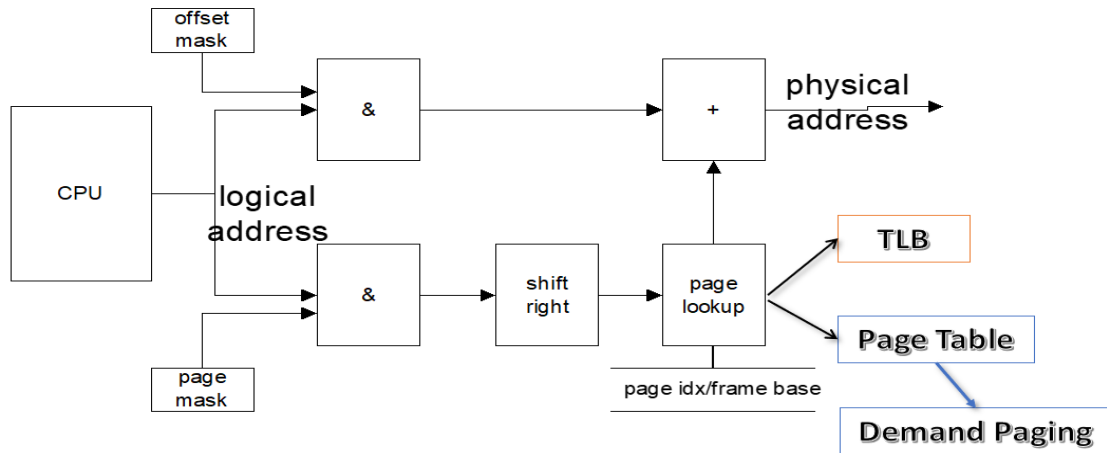 offset
mask
&
+
physical
address
CPU
logical
address
TLB
&
shift
right
page
lookup
Page Table
page
mask
page idx/frame base
Demand Paging